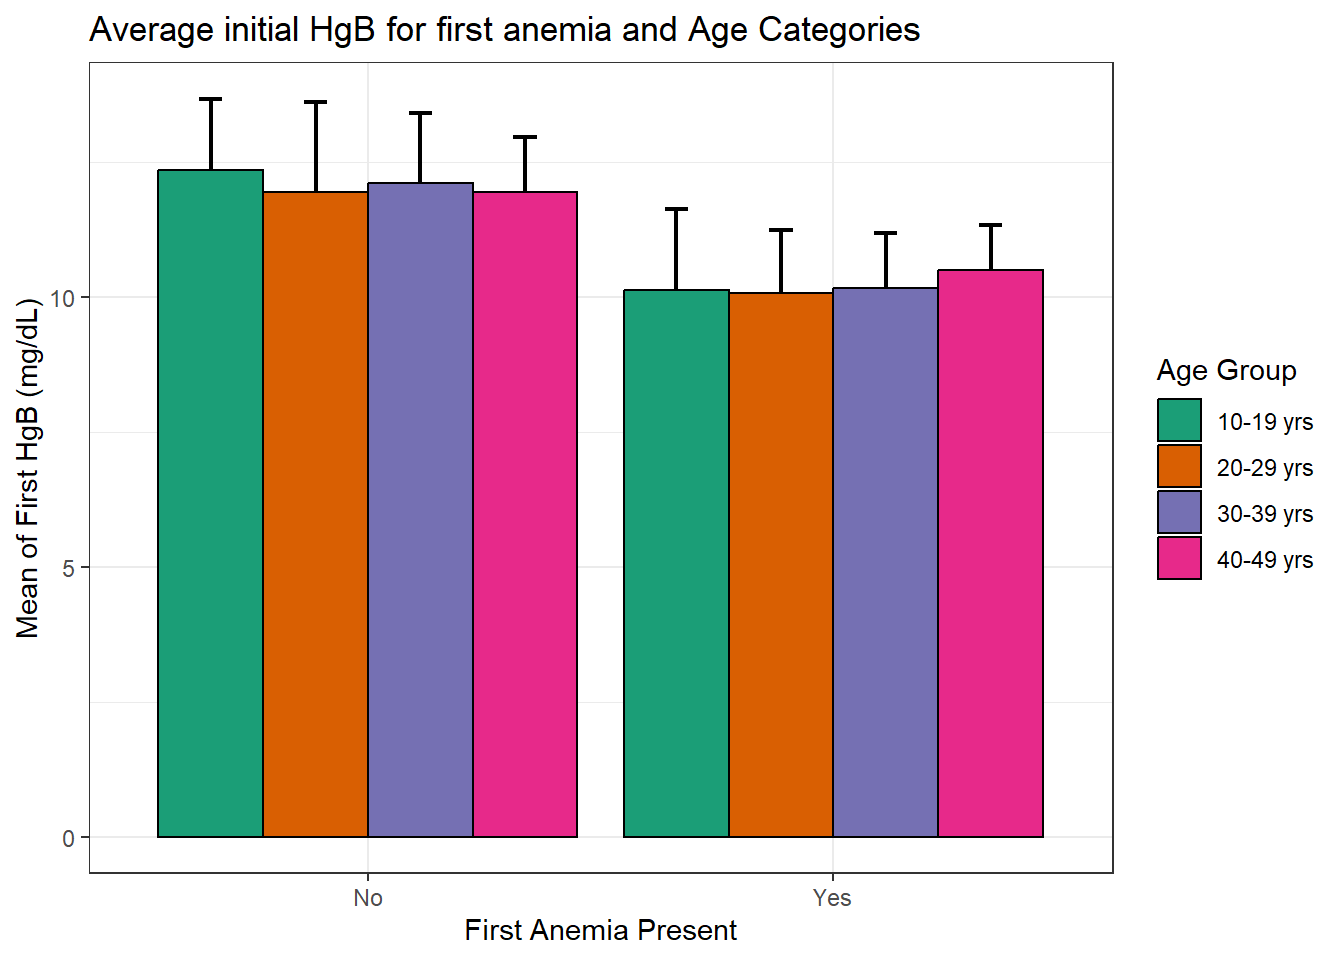 Average initial HgB for first anemia and Age Categories
Mean of First HgB (mg/dL)
10
5
0
No
Yes
First Anemia Present
Age Group
10-19 yrs
20-29 yrs
30-39 yrs
40-49 yrs